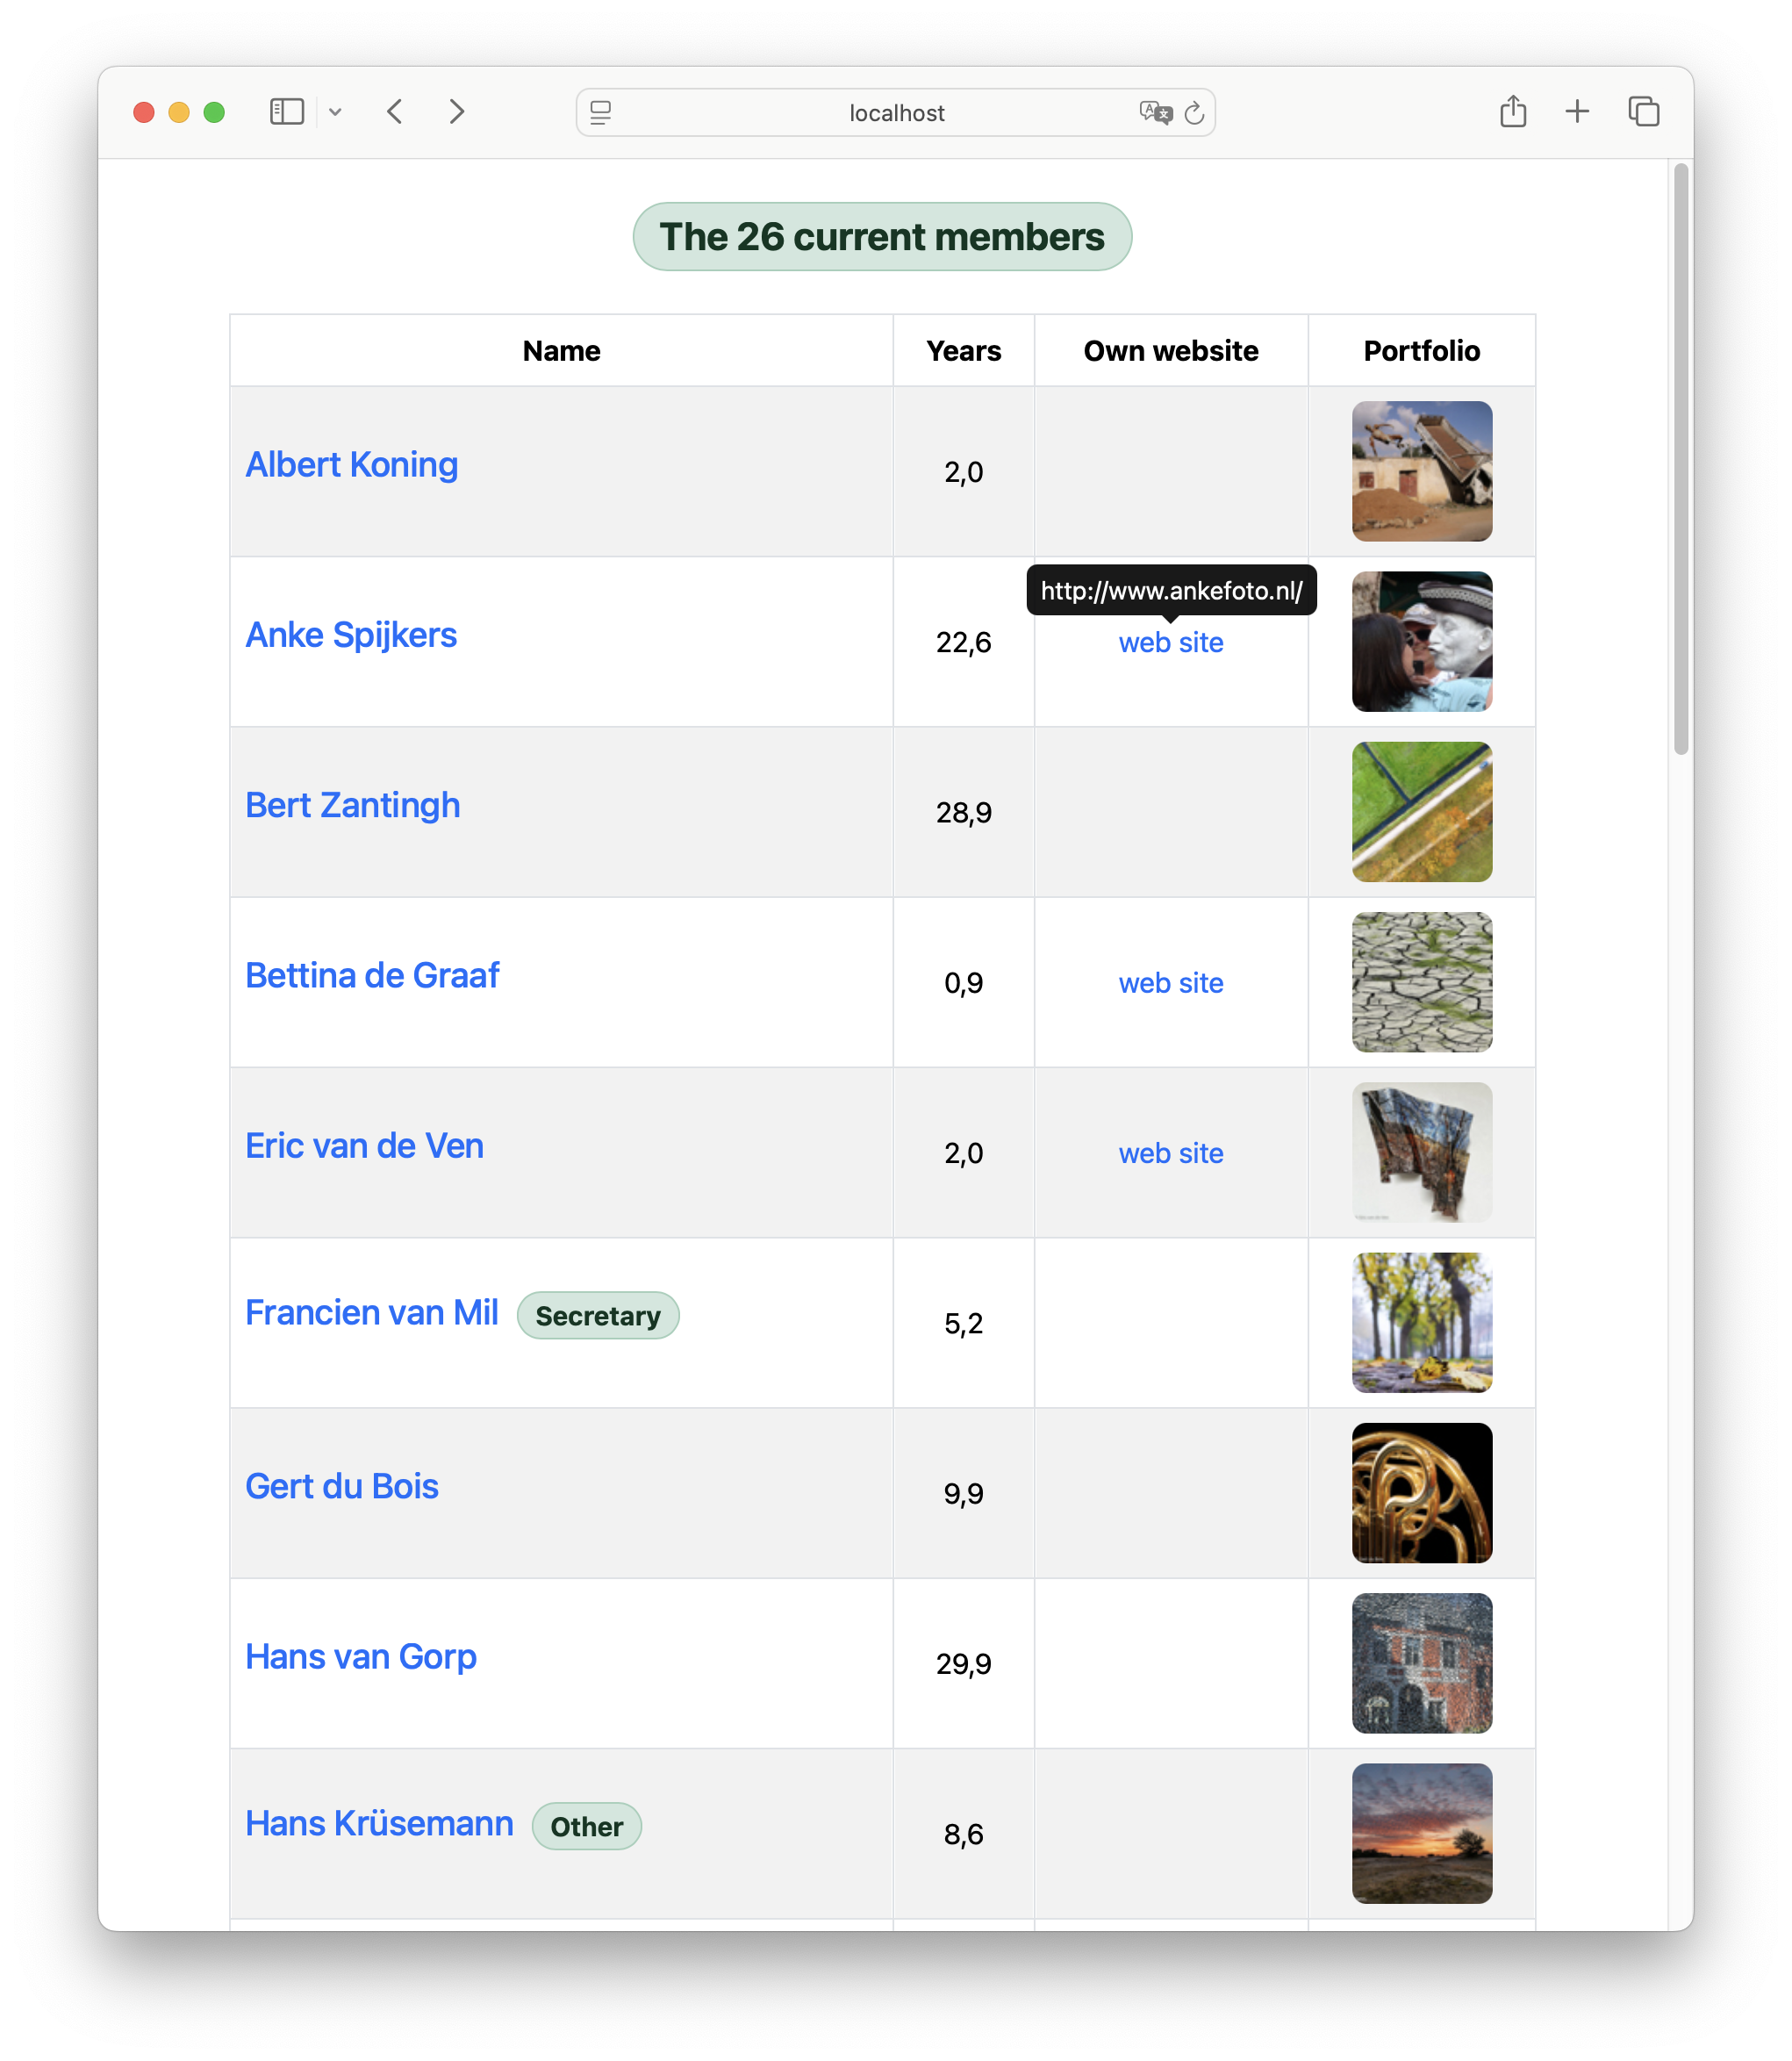 localhost
The 26 current members
Name Years Own website Portfolio
Albert Koning 2,0
http://www.ankefoto.nl/
Anke Spijkers 22,6 web site
Bert Zantingh 28,9
Bettina de Graaf 0,9 web site
Eric van de Ven 2,0 web site
Francien van Mil Secretary 5,2
Gert du Bois 9,9
Hans van Gorp 29,9
Hans Krüsemann Other 8,6